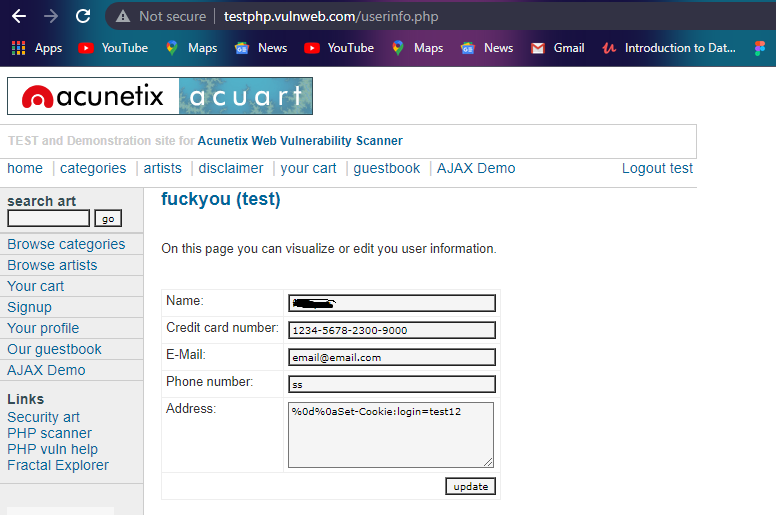 Not secure | testphp.vulnweb.com/userinfo.php
Apps YouTube Maps News YouTube Maps News Gmail Introduction to Dat...
acunetix acuart
TEST and Demonstration site for Acunetix Web Vulnerability Scanner
home | categories | artists | disclaimer | your cart | guestbook | AJAX Demo Logout test
search art
go
Browse categories
Browse artists
Your cart
Signup
Your profile
Our guestbook
AJAX Demo
Links
Security art
PHP scanner
PHP vuln help
Fractal Explorer
fuckyou (test)
On this page you can visualize or edit you user information.
Name:
Credit card number: 1234-5678-2300-9000
E-Mail: email@email.com
Phone number: ss
Address: %0d%0aSet-Cookie:login=test12
update